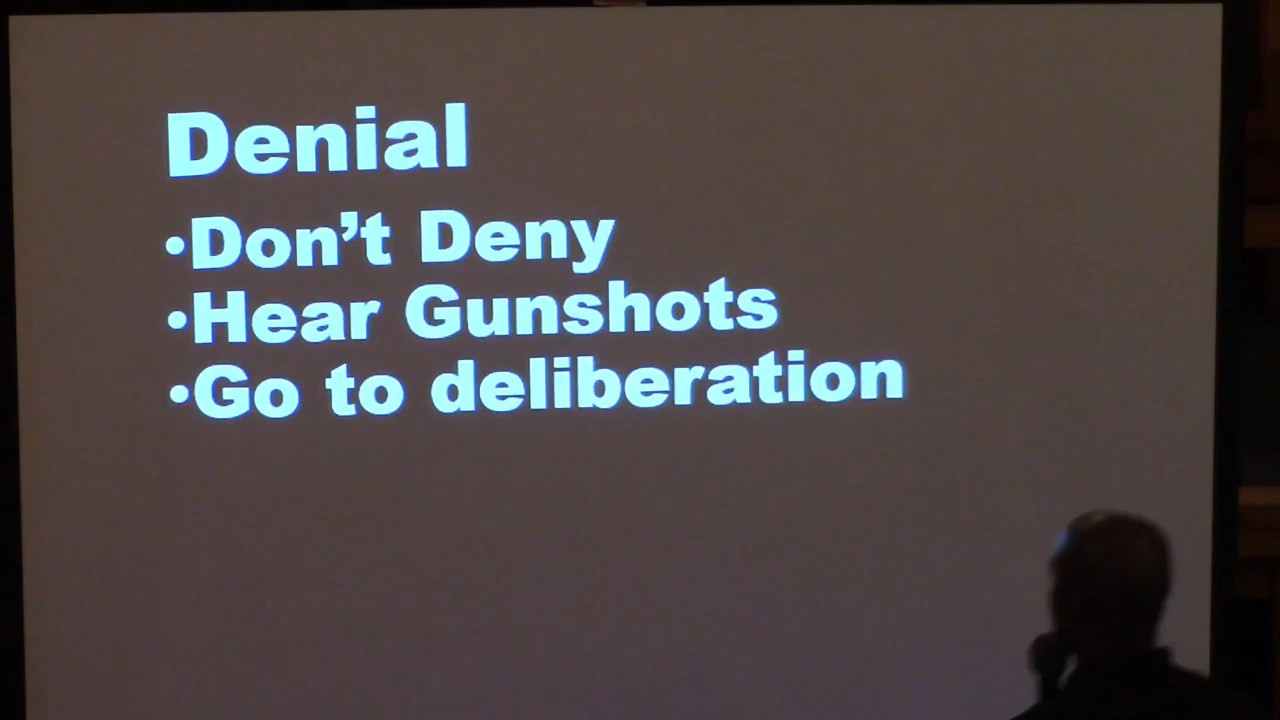 Denial
•Don't Deny
•Hear Gunshots
•Go to deliberation